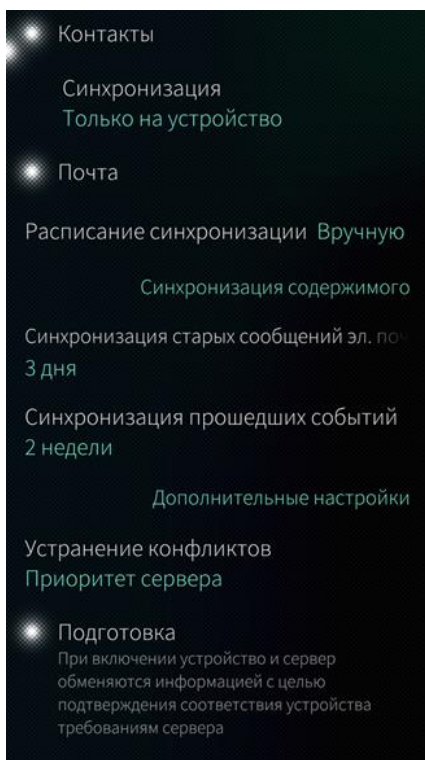 Контакты
Синхронизация
Только на устройство
Почта
Расписание синхронизации Вручную
Синхронизация содержимого
Синхронизация старых сообщений эл.
3 дня
Синхронизация прошедших событий
2 недели
Дополнительные настройки
Устранение конфликтов
Приоритет сервера
Подготовка
При включении устройство и сервер
обмениваются информацией с целью
подтверждения соответствия устройства
требованиям сервера